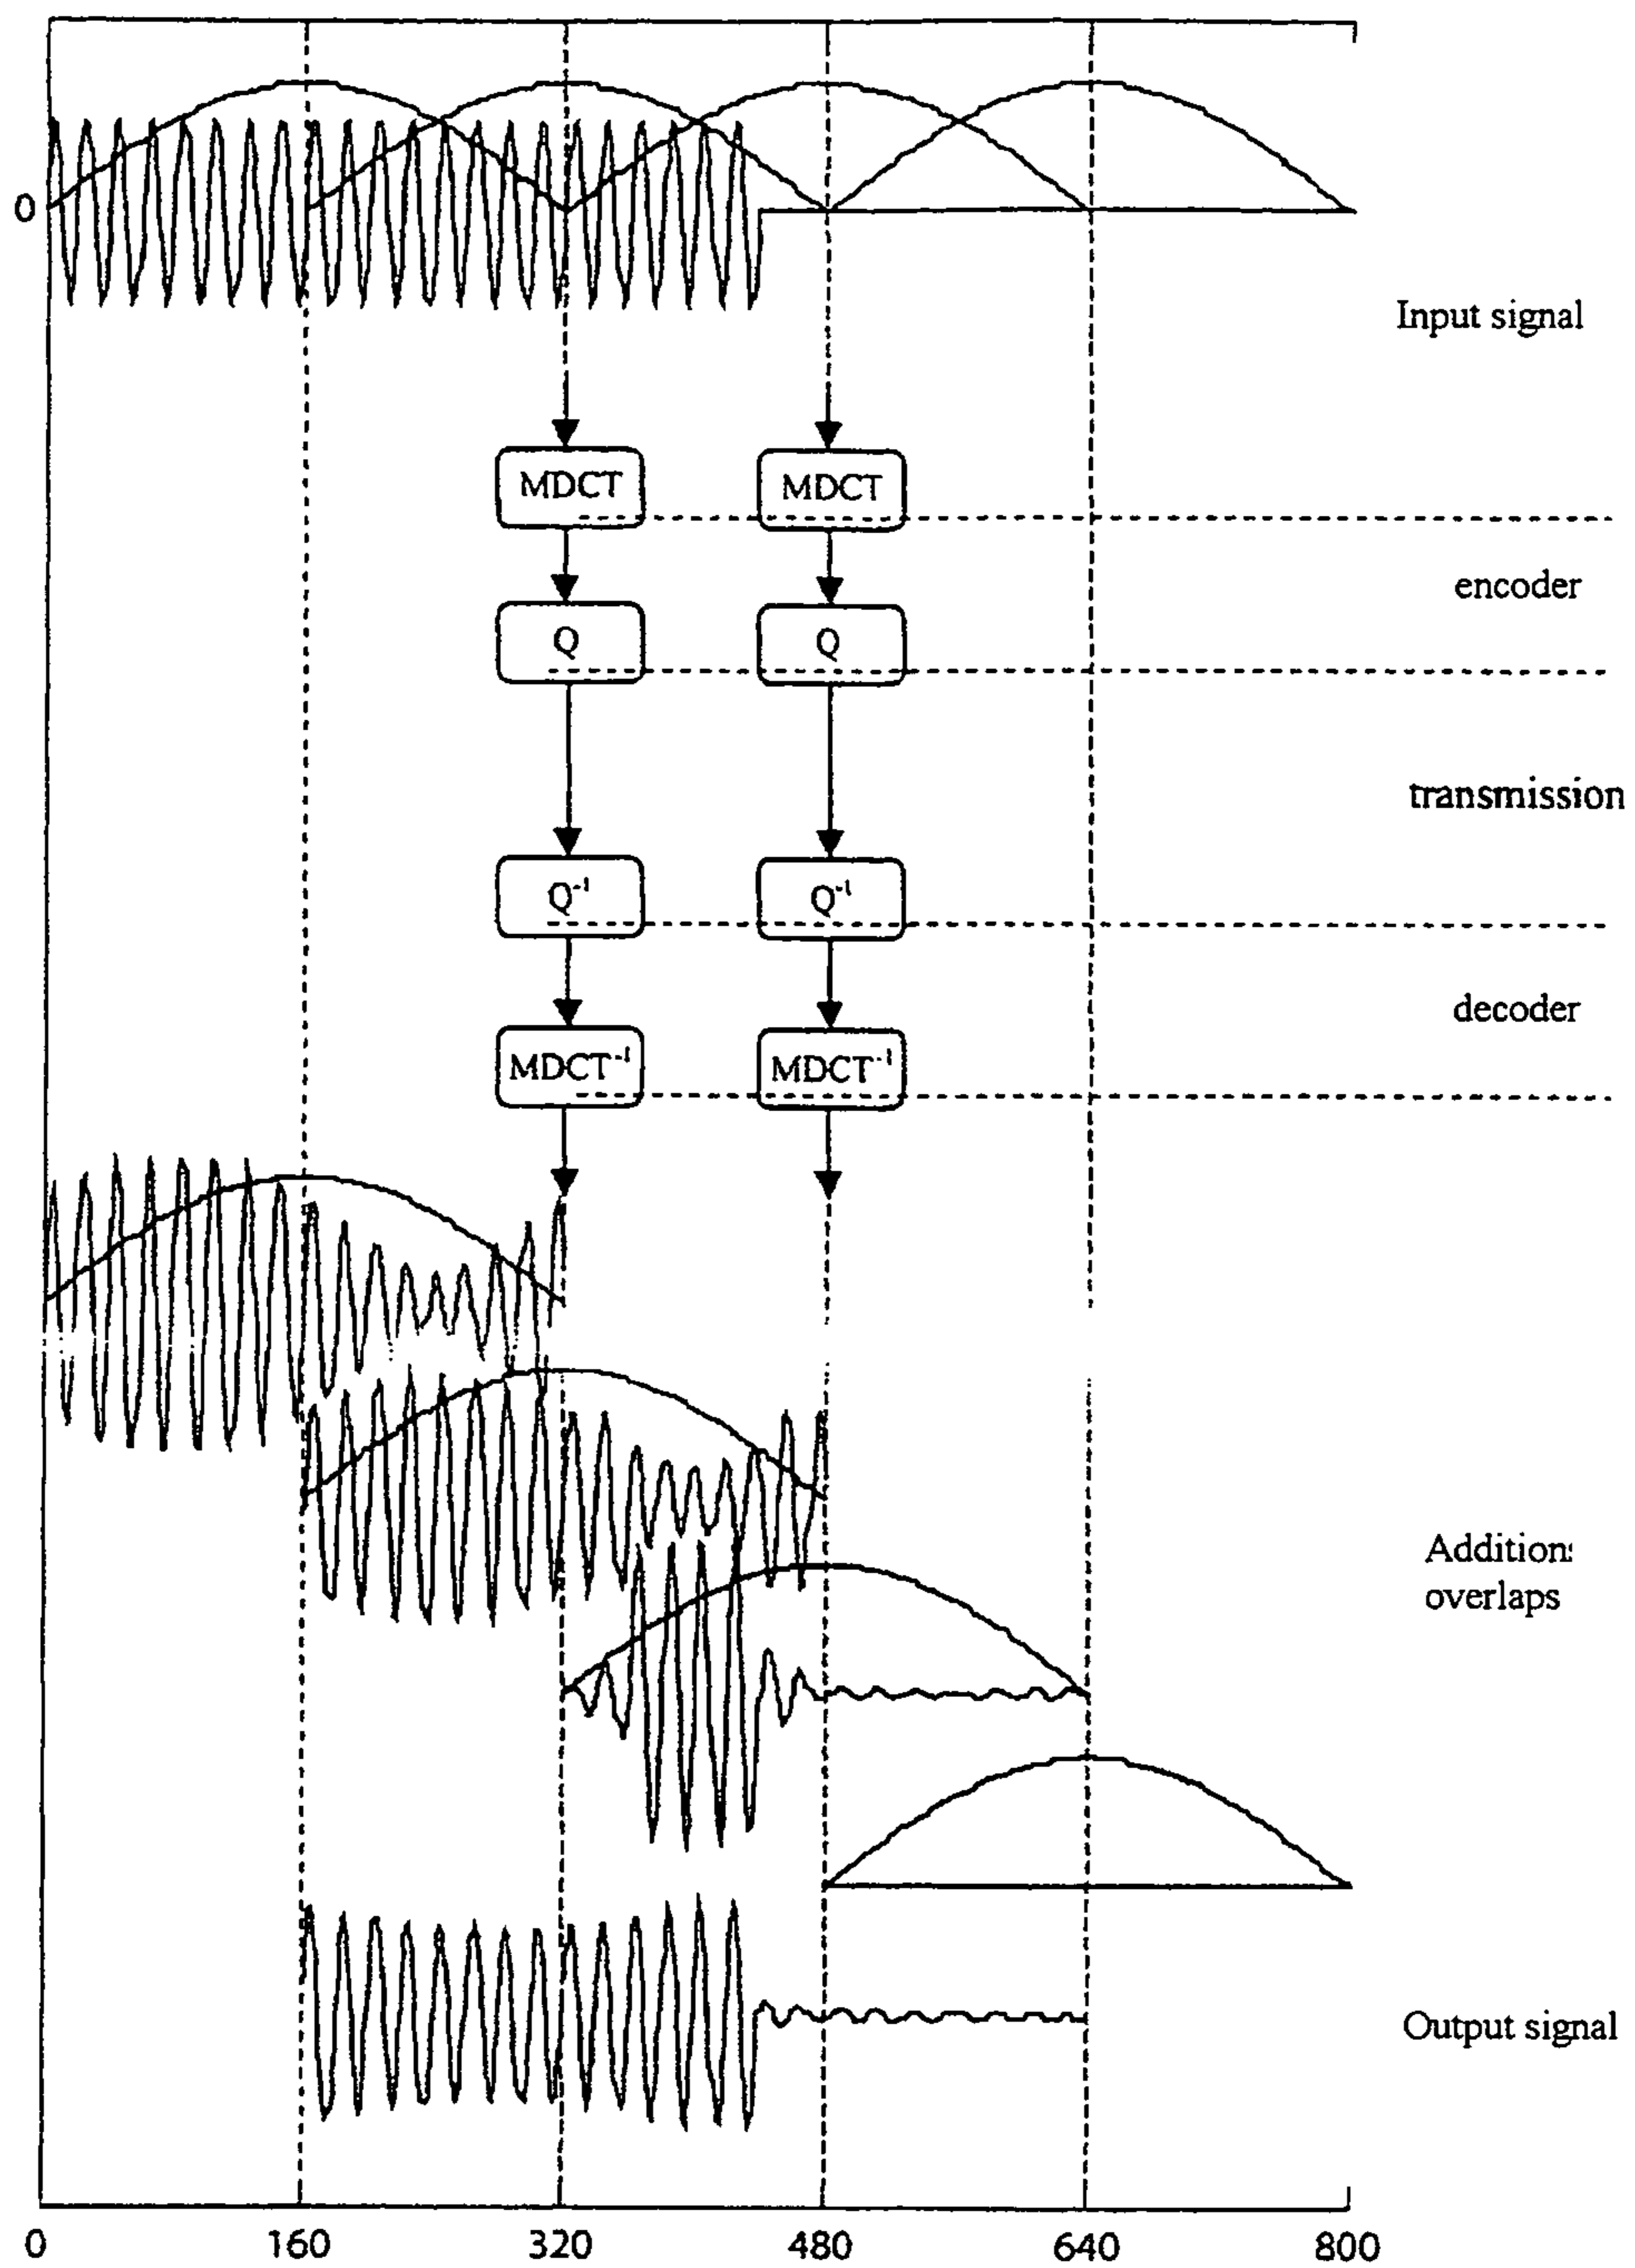 0
Input signal
MDCT MDCT
encoder
Q Q
transmission
Q⁻¹ Q⁻¹
decoder
MDCT⁻¹ MDCT⁻¹
Addition:
overlaps
Output signal
0 160 320 480 640 800